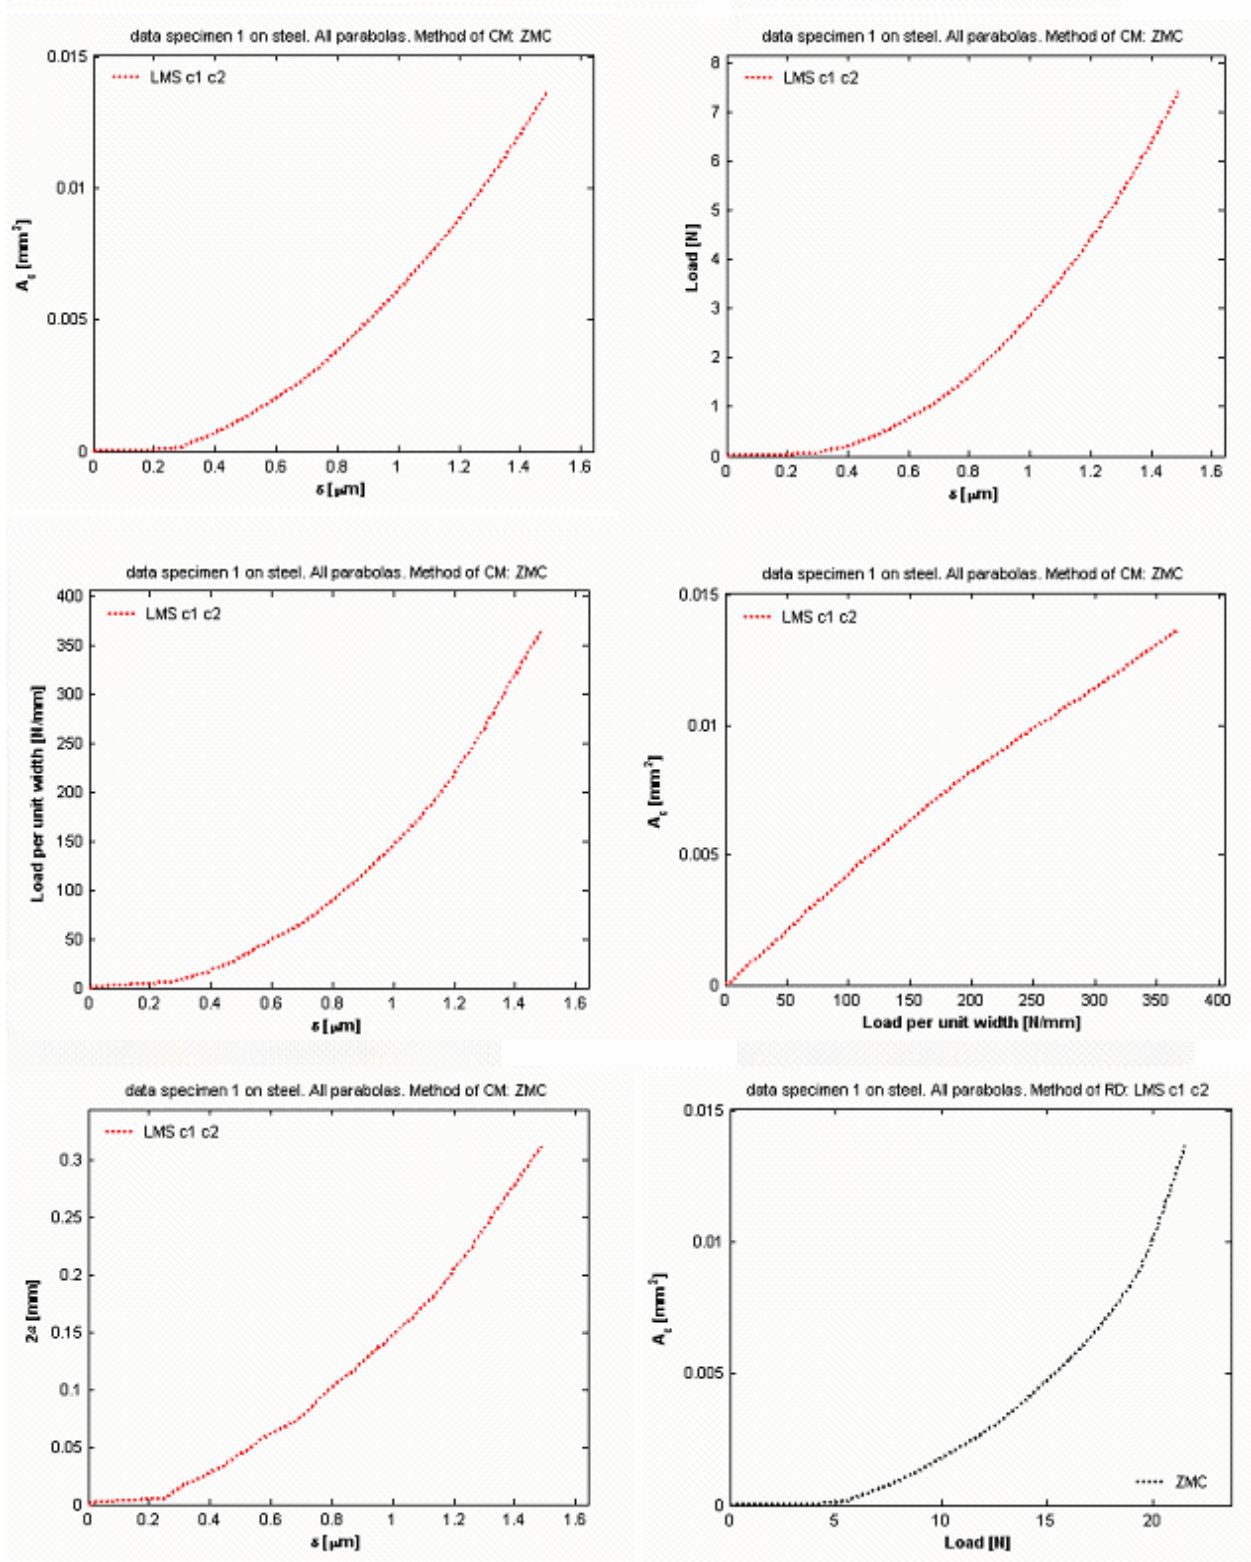 data specimen 1 on steel. All parabolas. Method of CM: ZMC
0.015
LMS c1 c2
0.01
0.005
0
A_c [mm²]
0 0.2 0.4 0.6 0.8 1 1.2 1.4 1.6
δ [μm]
data specimen 1 on steel. All parabolas. Method of CM: ZMC
8
LMS c1 c2
7
6
5
4
3
2
1
0
Load [N]
0 0.2 0.4 0.6 0.8 1 1.2 1.4 1.6
δ [μm]
data specimen 1 on steel. All parabolas. Method of CM: ZMC
400
LMS c1 c2
350
300
250
200
150
100
50
0
Load per unit width [N/mm]
0 0.2 0.4 0.6 0.8 1 1.2 1.4 1.6
δ [μm]
data specimen 1 on steel. All parabolas. Method of CM: ZMC
0.015
LMS c1 c2
0.01
0.005
0
A_c [mm²]
0 50 100 150 200 250 300 350 400
Load per unit width [N/mm]
data specimen 1 on steel. All parabolas. Method of CM: ZMC
LMS c1 c2
0.3
0.25
0.2
0.15
0.1
0.05
0
2a [mm]
0 0.2 0.4 0.6 0.8 1 1.2 1.4 1.6
δ [μm]
data specimen 1 on steel. All parabolas. Method of RD: LMS c1 c2
0.015
0.01
0.005
0
A_c [mm²]
ZMC
0 5 10 15 20
Load [N]